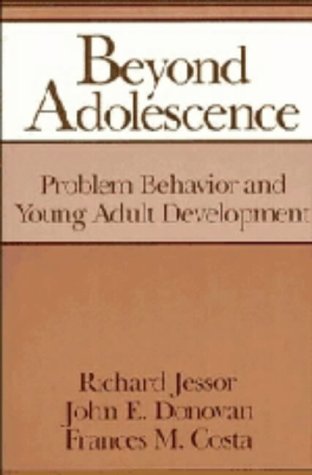 Beyond
Adolescence
Problem Behavior and
Young Adult Development
Richard Jessor
John E. Donovan
Frances M. Costa